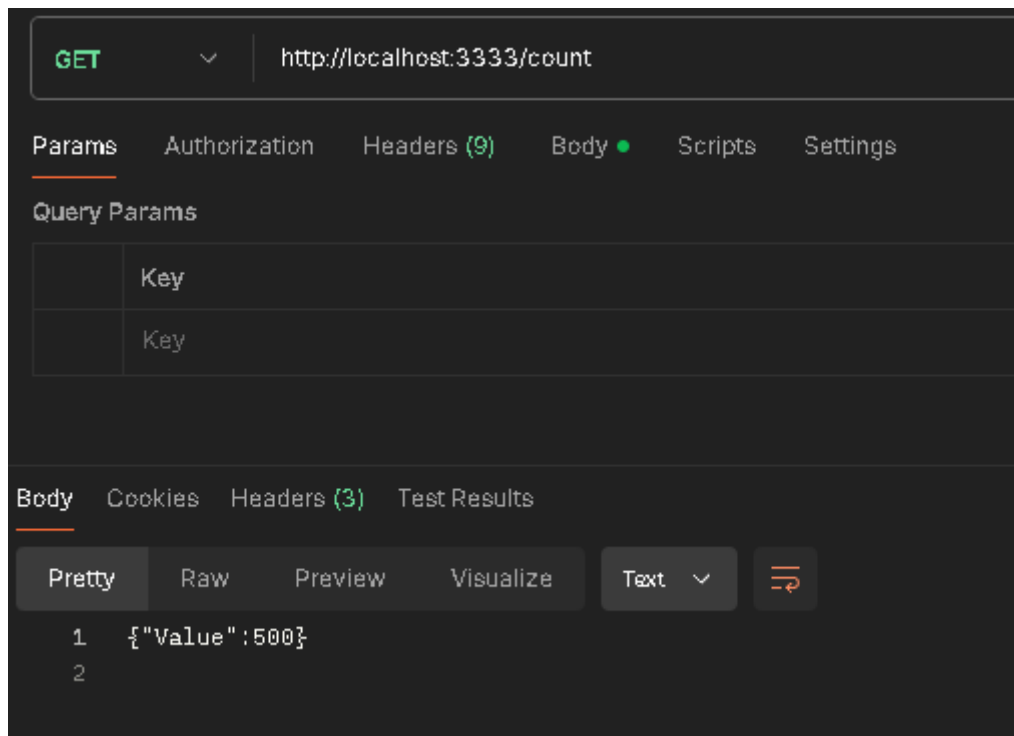 GET http://localhost:3333/count
Params Authorization Headers (9) Body Scripts Settings
Query Params
Key
Key
Body Cookies Headers (3) Test Results
Pretty Raw Preview Visualize Text
1 {"Value":500}
2